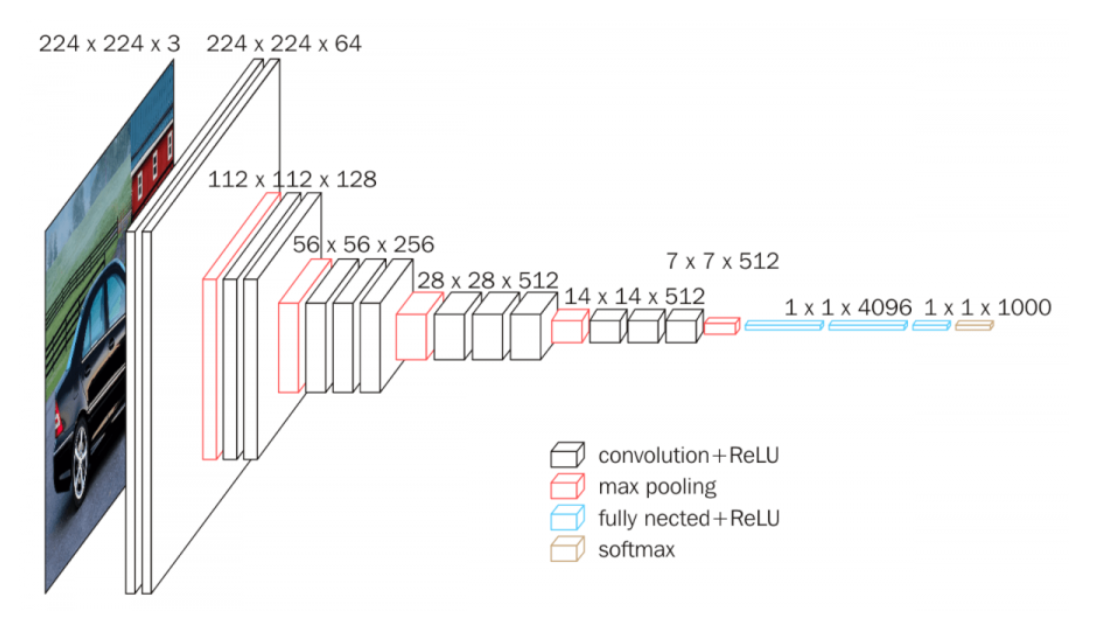 224 x 224 x 3
224 x 224 x 64
112 x 112 x 128
56 x 56 x 256
28 x 28 x 512
14 x 14 x 512
7 x 7 x 512
1 x 1 x 4096
1 x 1 x 1000
convolution+ReLU
max pooling
fully nected+ReLU
softmax